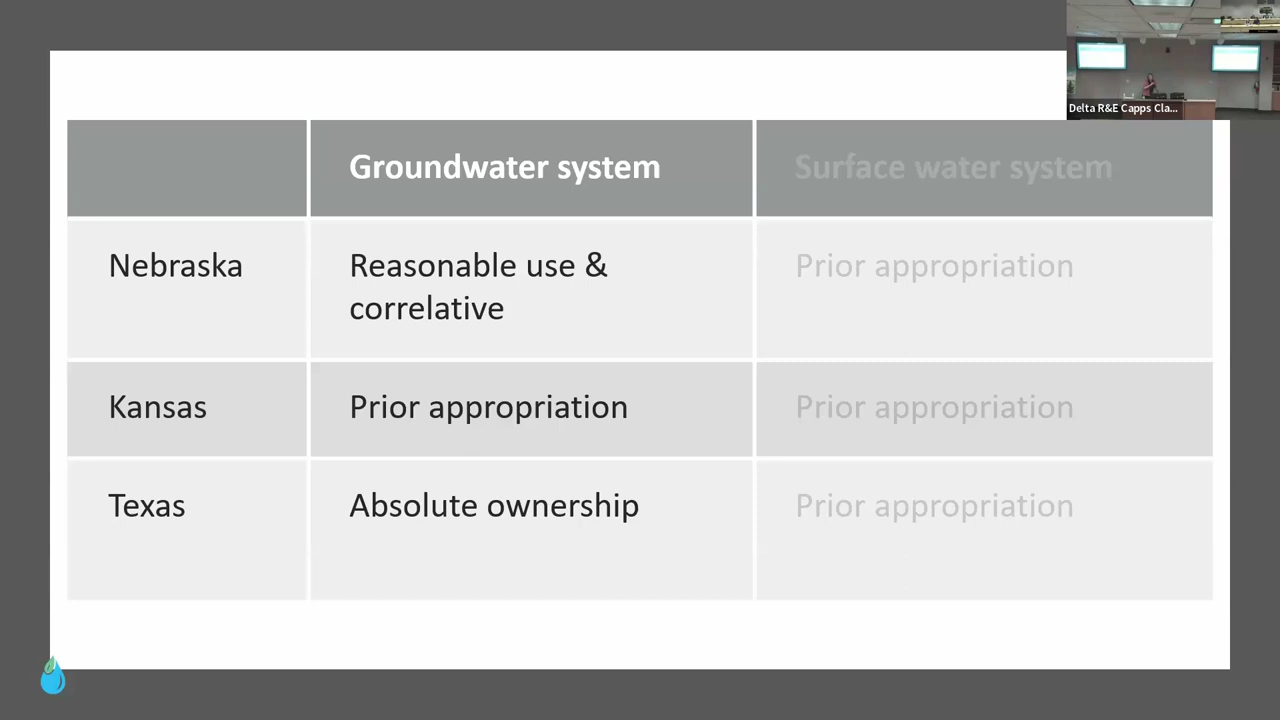 Delta R&E Capps Cla...
Groundwater system
Surface water system
Nebraska
Reasonable use &
correlative
Prior appropriation
Kansas
Prior appropriation
Prior appropriation
Texas
Absolute ownership
Prior appropriation